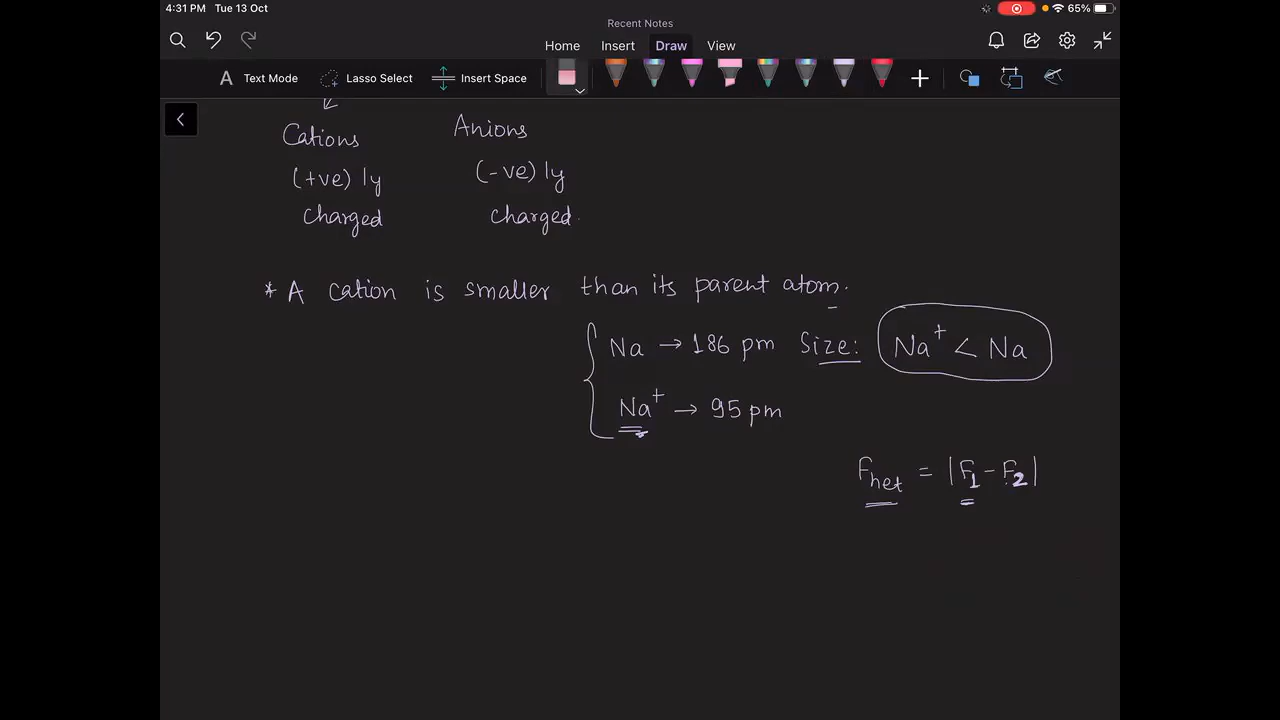 4:31 PM Tue 13 Oct
65%
Recent Notes
Home Insert Draw View
A Text Mode Lasso Select Insert Space
Cations Anions
(+ve) ly (-ve) ly
charged charged.
* A cation is smaller than its parent atom.
Na → 186 pm Size: Na⁺ < Na
Na⁺ → 95 pm
Fnet = |F1 - F2|